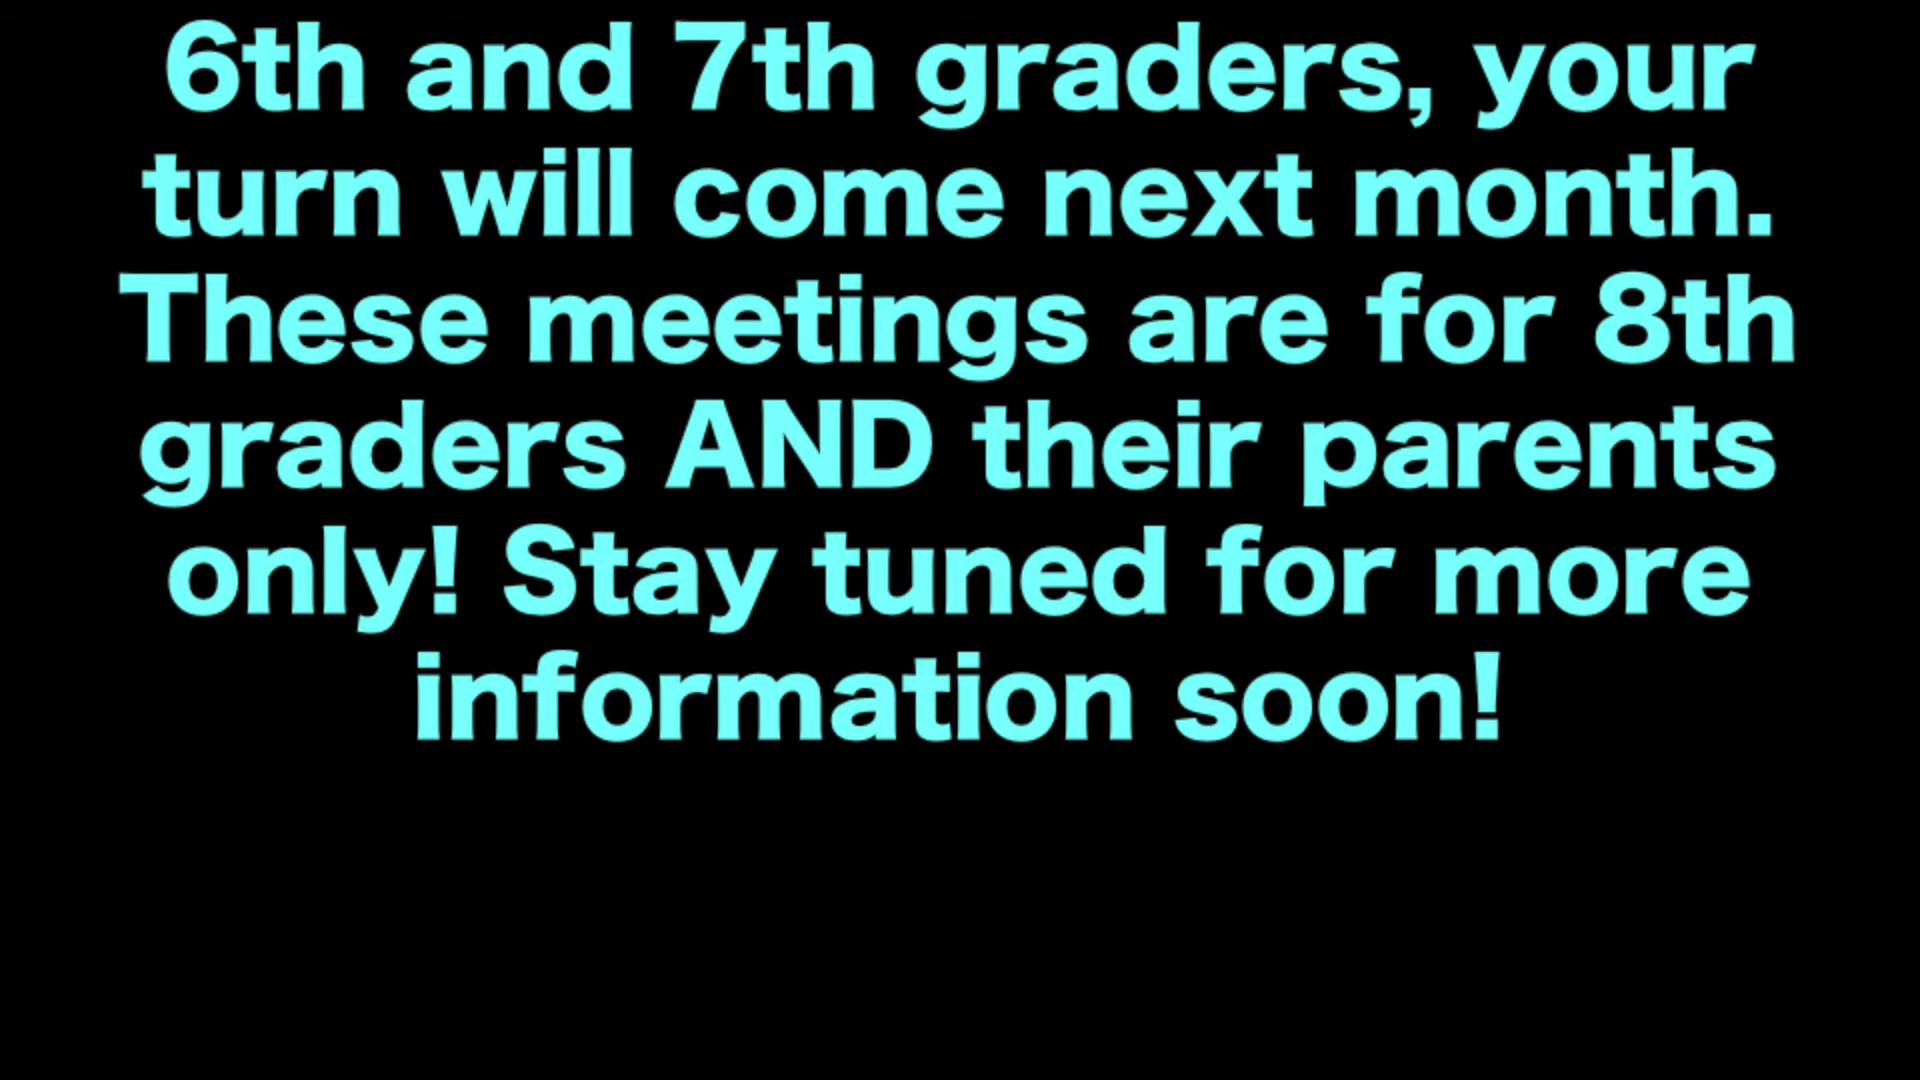 6th and 7th graders, your
turn will come next month.
These meetings are for 8th
graders AND their parents
only! Stay tuned for more
information soon!